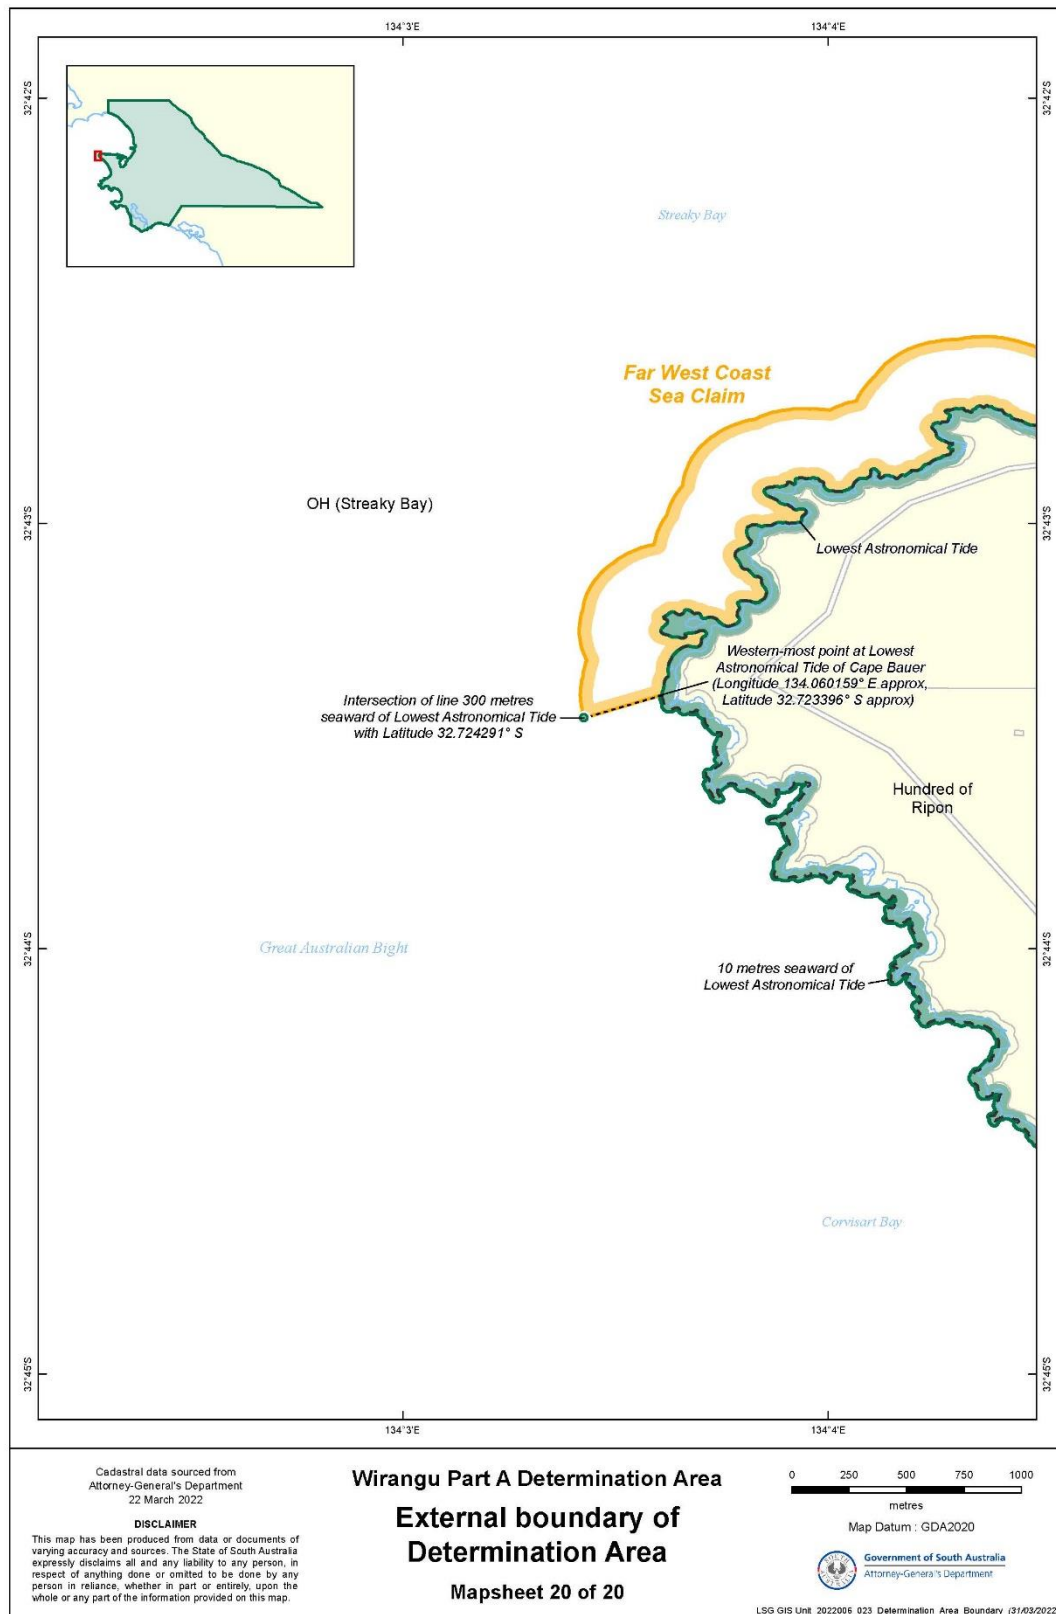 134°3'E
134°4'E
32°42'S
32°42'S
Streaky Bay
Far West Coast
Sea Claim
OH (Streaky Bay)
32°43'S
32°43'S
Lowest Astronomical Tide
Western-most point at Lowest
Astronomical Tide of Cape Bauer
(Longitude 134.060159° E approx,
Latitude 32.723396° S approx)
Intersection of line 300 metres
seaward of Lowest Astronomical Tide
with Latitude 32.724291° S
Hundred of
Ripon
Great Australian Bight
32°44'S
32°44'S
10 metres seaward of
Lowest Astronomical Tide
Corvisart Bay
32°45'S
32°45'S
134°3'E
134°4'E
Cadastral data sourced from
Attorney-General's Department
22 March 2022
DISCLAIMER
This map has been produced from data or documents of
varying accuracy and sources. The State of South Australia
expressly disclaims all and any liability to any person, in
respect of anything done or omitted to be done by any
person in reliance, whether in part or entirely, upon the
whole or any part of the information provided on this map.
Wirangu Part A Determination Area
External boundary of
Determination Area
Mapsheet 20 of 20
0 250 500 750 1000
metres
Map Datum : GDA2020
Government of South Australia
Attorney-General's Department
LSG GIS Unit 2022006_023_Determination_Area_Boundary (31/03/2022)